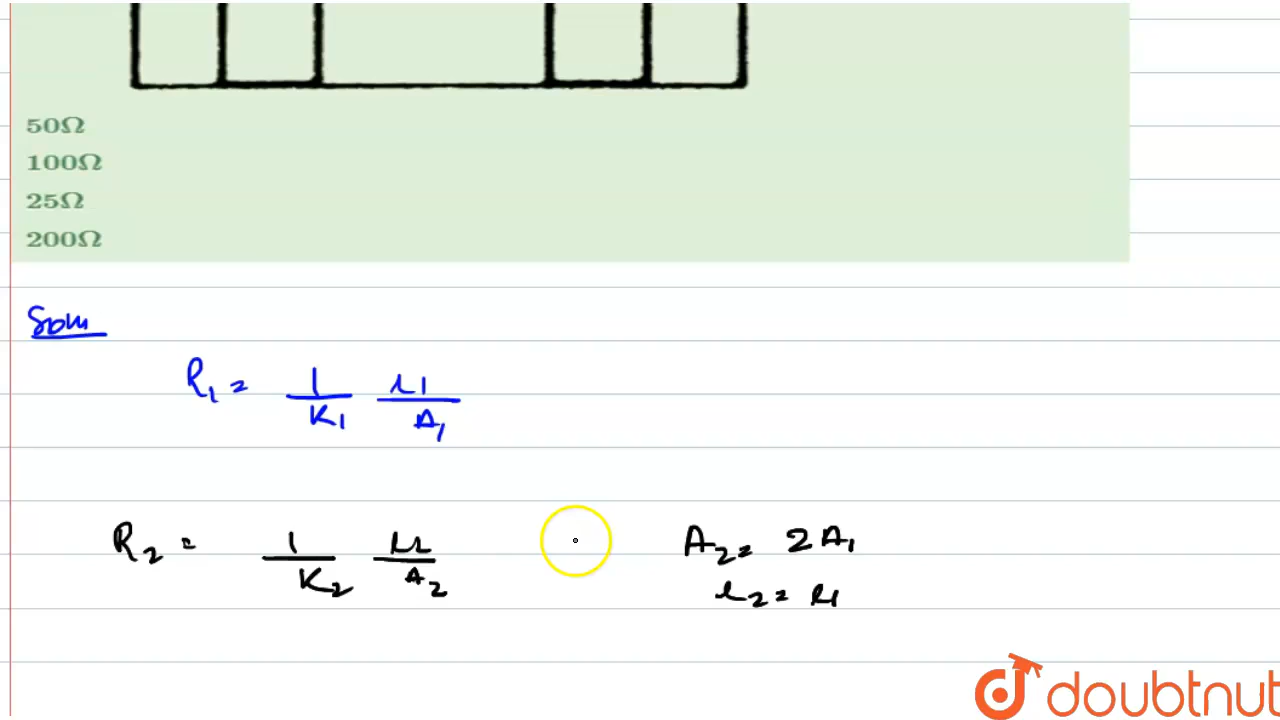 50Ω
100Ω
25Ω
200Ω
Som
R₁ = 1/K₁ l1/A₁
R₂ = 1/K₂ l2/A₂ A₂ = 2A₁
l₂ = l1
doubtnut